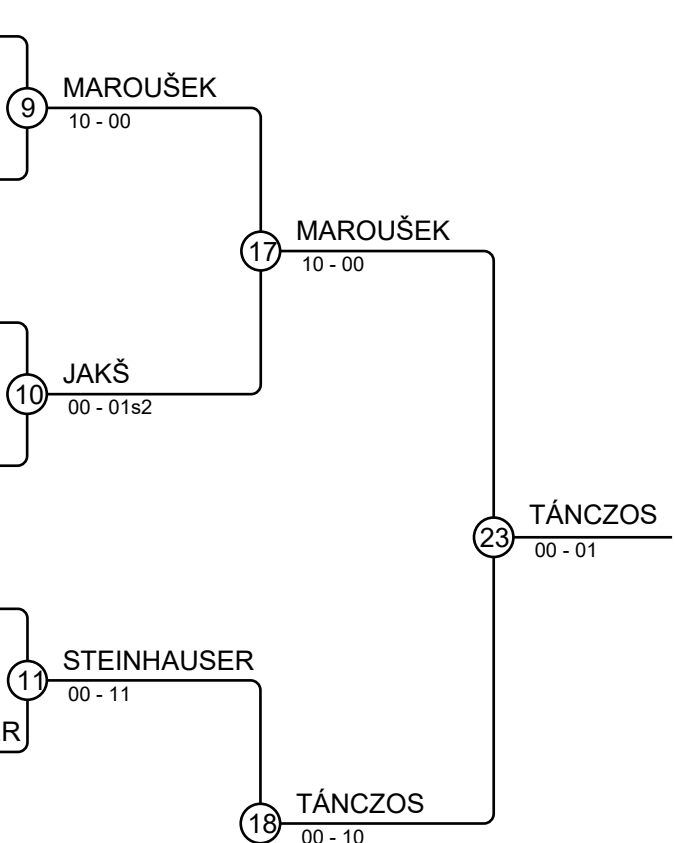 MAROUŠEK
9
10 - 00
MAROUŠEK
17
10 - 00
JAKŠ
10
00 - 01s2
TÁNCZOS
23
00 - 01
STEINHAUSER
11
00 - 11
R
TÁNCZOS
18
00 - 10